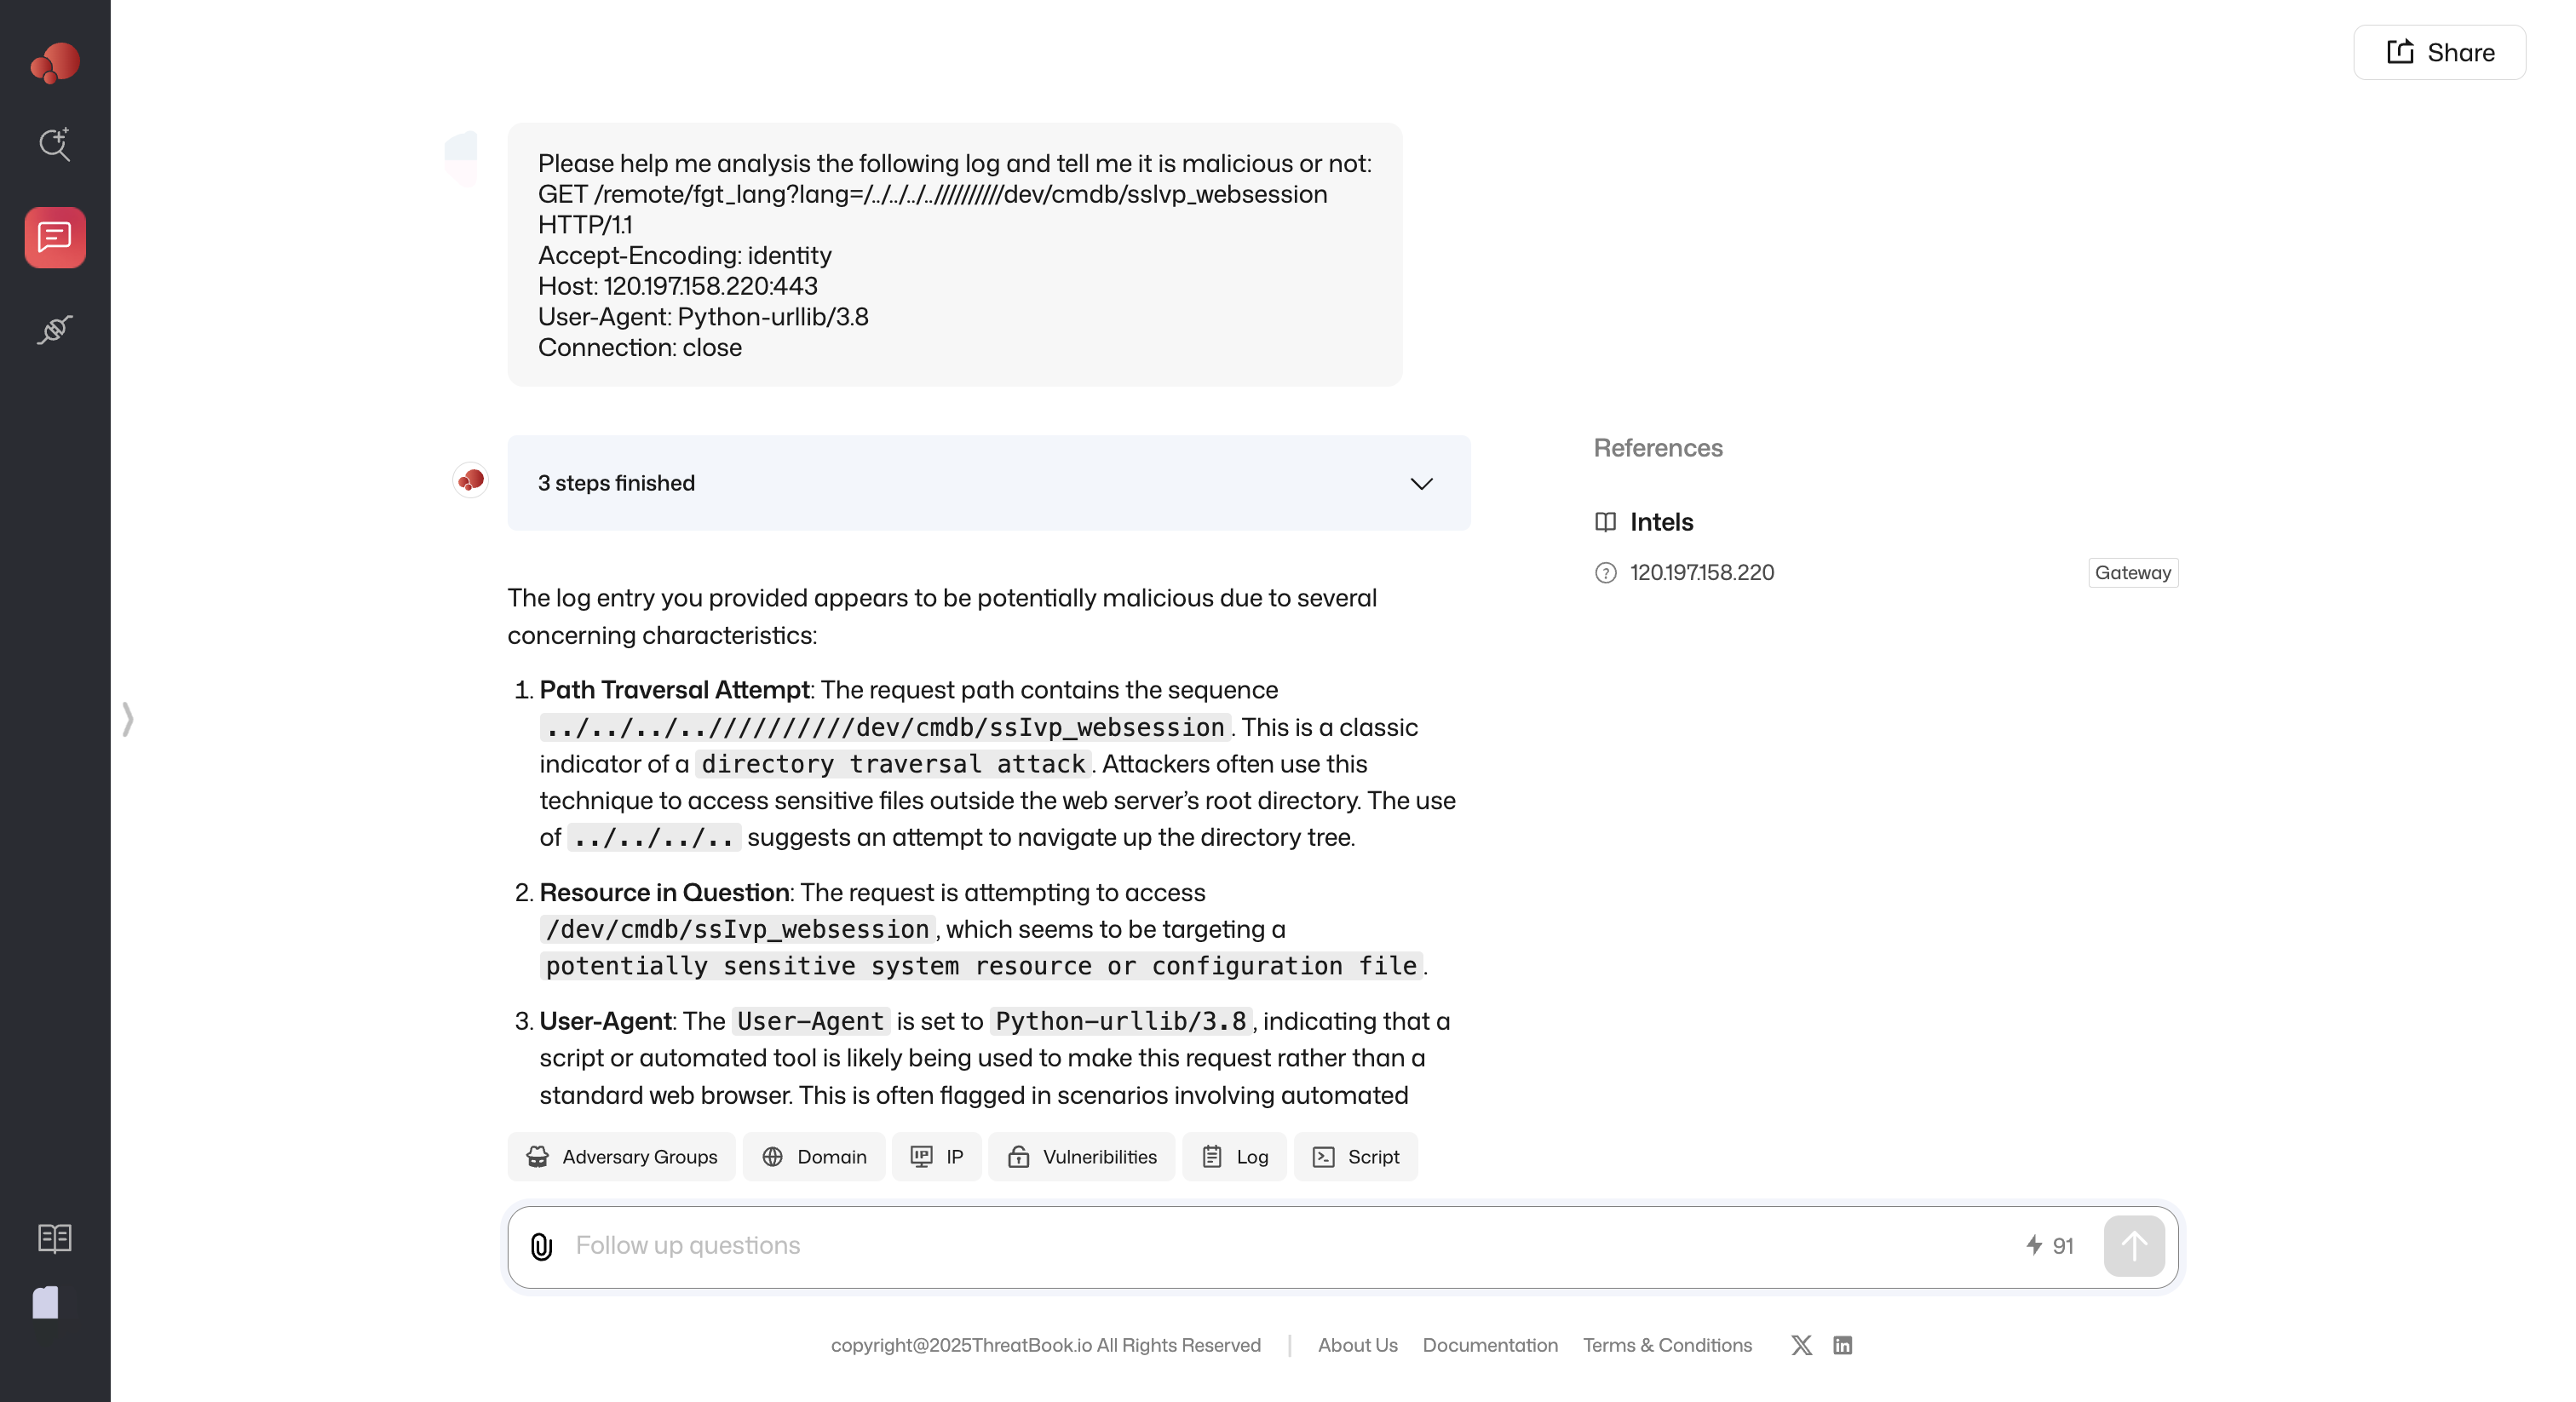 Share
Please help me analysis the following log and tell me it is malicious or not:
GET /remote/fgt_lang?lang=/../../../..//////////dev/cmdb/sslvp_websession
HTTP/1.1
Accept-Encoding: identity
Host: 120.197.158.220:443
User-Agent: Python-urllib/3.8
Connection: close
3 steps finished
References
Intels
120.197.158.220 Gateway
The log entry you provided appears to be potentially malicious due to several
concerning characteristics:
1. Path Traversal Attempt: The request path contains the sequence
../../../..//////////dev/cmdb/ssIvp_websession. This is a classic
indicator of a directory traversal attack. Attackers often use this
technique to access sensitive files outside the web server’s root directory. The use
of ../../../.. suggests an attempt to navigate up the directory tree.
2. Resource in Question: The request is attempting to access
/dev/cmdb/ssIvp_websession, which seems to be targeting a
potentially sensitive system resource or configuration file.
3. User-Agent: The User-Agent is set to Python-urllib/3.8, indicating that a
script or automated tool is likely being used to make this request rather than a
standard web browser. This is often flagged in scenarios involving automated
Adversary Groups Domain IP Vulneribilities Log Script
Follow up questions 91
copyright@2025ThreatBook.io All Rights Reserved | About Us Documentation Terms & Conditions